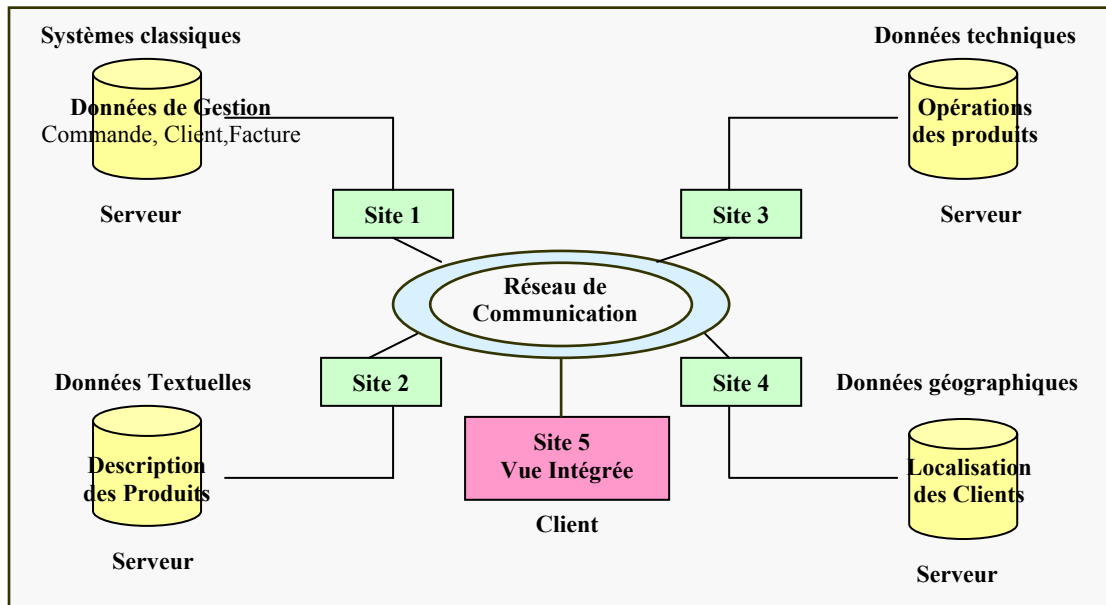 Systèmes classiques
Données de Gestion
Commande, Client,Facture
Serveur
Données techniques
Opérations
des produits
Serveur
Site 1
Site 3
Réseau de
Communication
Site 2
Site 4
Données Textuelles
Description
des Produits
Serveur
Site 5
Vue Intégrée
Client
Données géographiques
Localisation
des Clients
Serveur